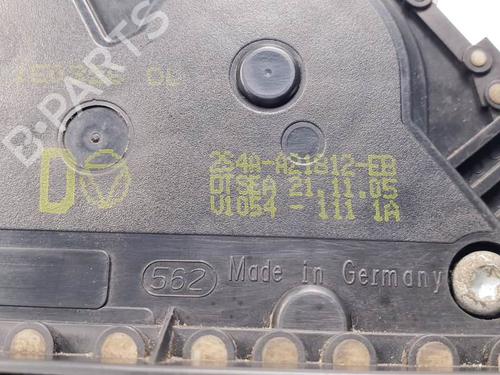 B-PARTS
D
2S4A-A21812-EB
DTSEA 21.11.05
V1054 - 111 1A
562 Made in Germany